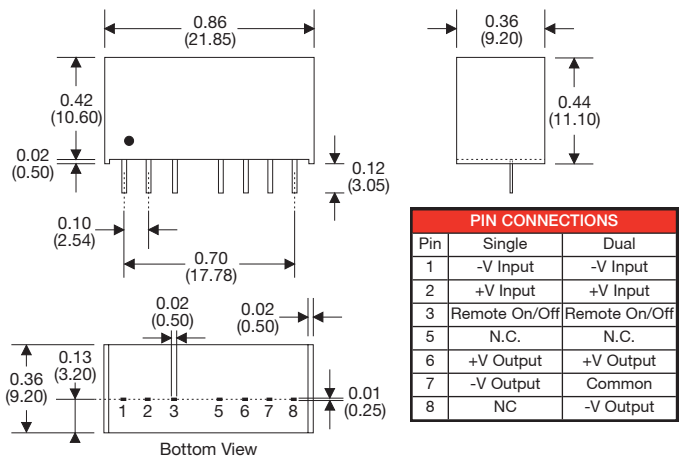 0.86
(21.85)
0.42
(10.60)
0.02
(0.50)
0.12
(3.05)
0.10
(2.54)
0.70
(17.78)
0.36
(9.20)
0.44
(11.10)
PIN CONNECTIONS
Pin Single Dual
1 -V Input -V Input
2 +V Input +V Input
3 Remote On/Off Remote On/Off
5 N.C. N.C.
6 +V Output +V Output
7 -V Output Common
8 NC -V Output
0.02
(0.50)
0.02
(0.50)
0.36
(9.20)
0.13
(3.20)
0.01
(0.25)
1 2 3 5 6 7 8
Bottom View